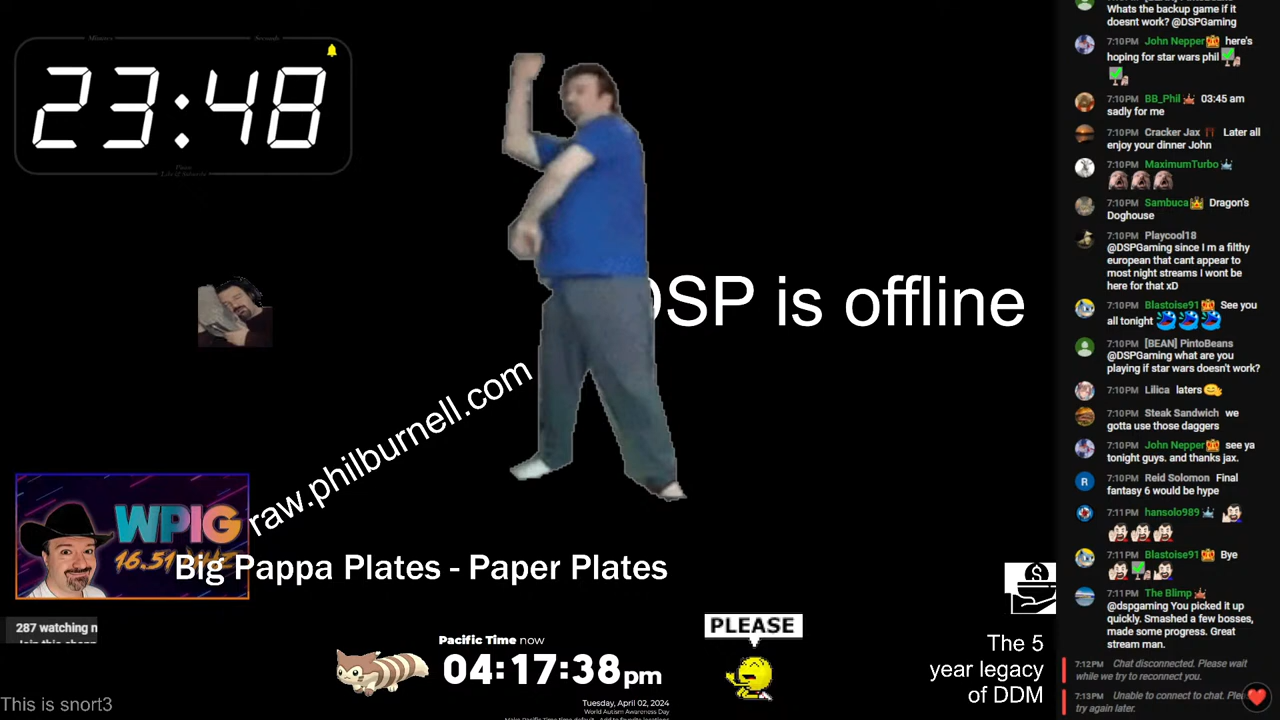 Minutes
Seconds
23:48
DSP is offline
raw.philburnell.com
WPIG
16.51
Big Pappa Plates - Paper Plates
287 watching n
Pacific Time now
04:17:38pm
Tuesday, April 02, 2024
World Autism Awareness Day
PLEASE
The 5
year legacy
of DDM
This is snort3
Whats the backup game if it
doesnt work? @DSPGaming
7:10PM John Nepper here's
hoping for star wars phil
7:10PM BB_Phil 03:45 am
sadly for me
7:10PM Cracker Jax Later all
enjoy your dinner John
7:10PM MaximumTurbo
7:10PM Sambuca Dragon's
Doghouse
7:10PM Playcool18
@DSPGaming since I m a filthy
european that cant appear to
most night streams I wont be
here for that xD
7:10PM Blastoise91 See you
all tonight
7:10PM [BEAN] PintoBeans
@DSPGaming what are you
playing if star wars doesn't work?
7:10PM Lilica laters
7:10PM Steak Sandwich we
gotta use those daggers
7:10PM John Nepper see ya
tonight guys. and thanks jax.
7:10PM Reid Solomon Final
fantasy 6 would be hype
7:11PM hansolo989
7:11PM Blastoise91 Bye
7:11PM The Blimp
@dspgaming You picked it up
quickly. Smashed a few bosses,
made some progress. Great
stream man.
7:12PM Chat disconnected. Please wait
while we try to reconnect you.
7:13PM Unable to connect to chat. Ple
try again later.